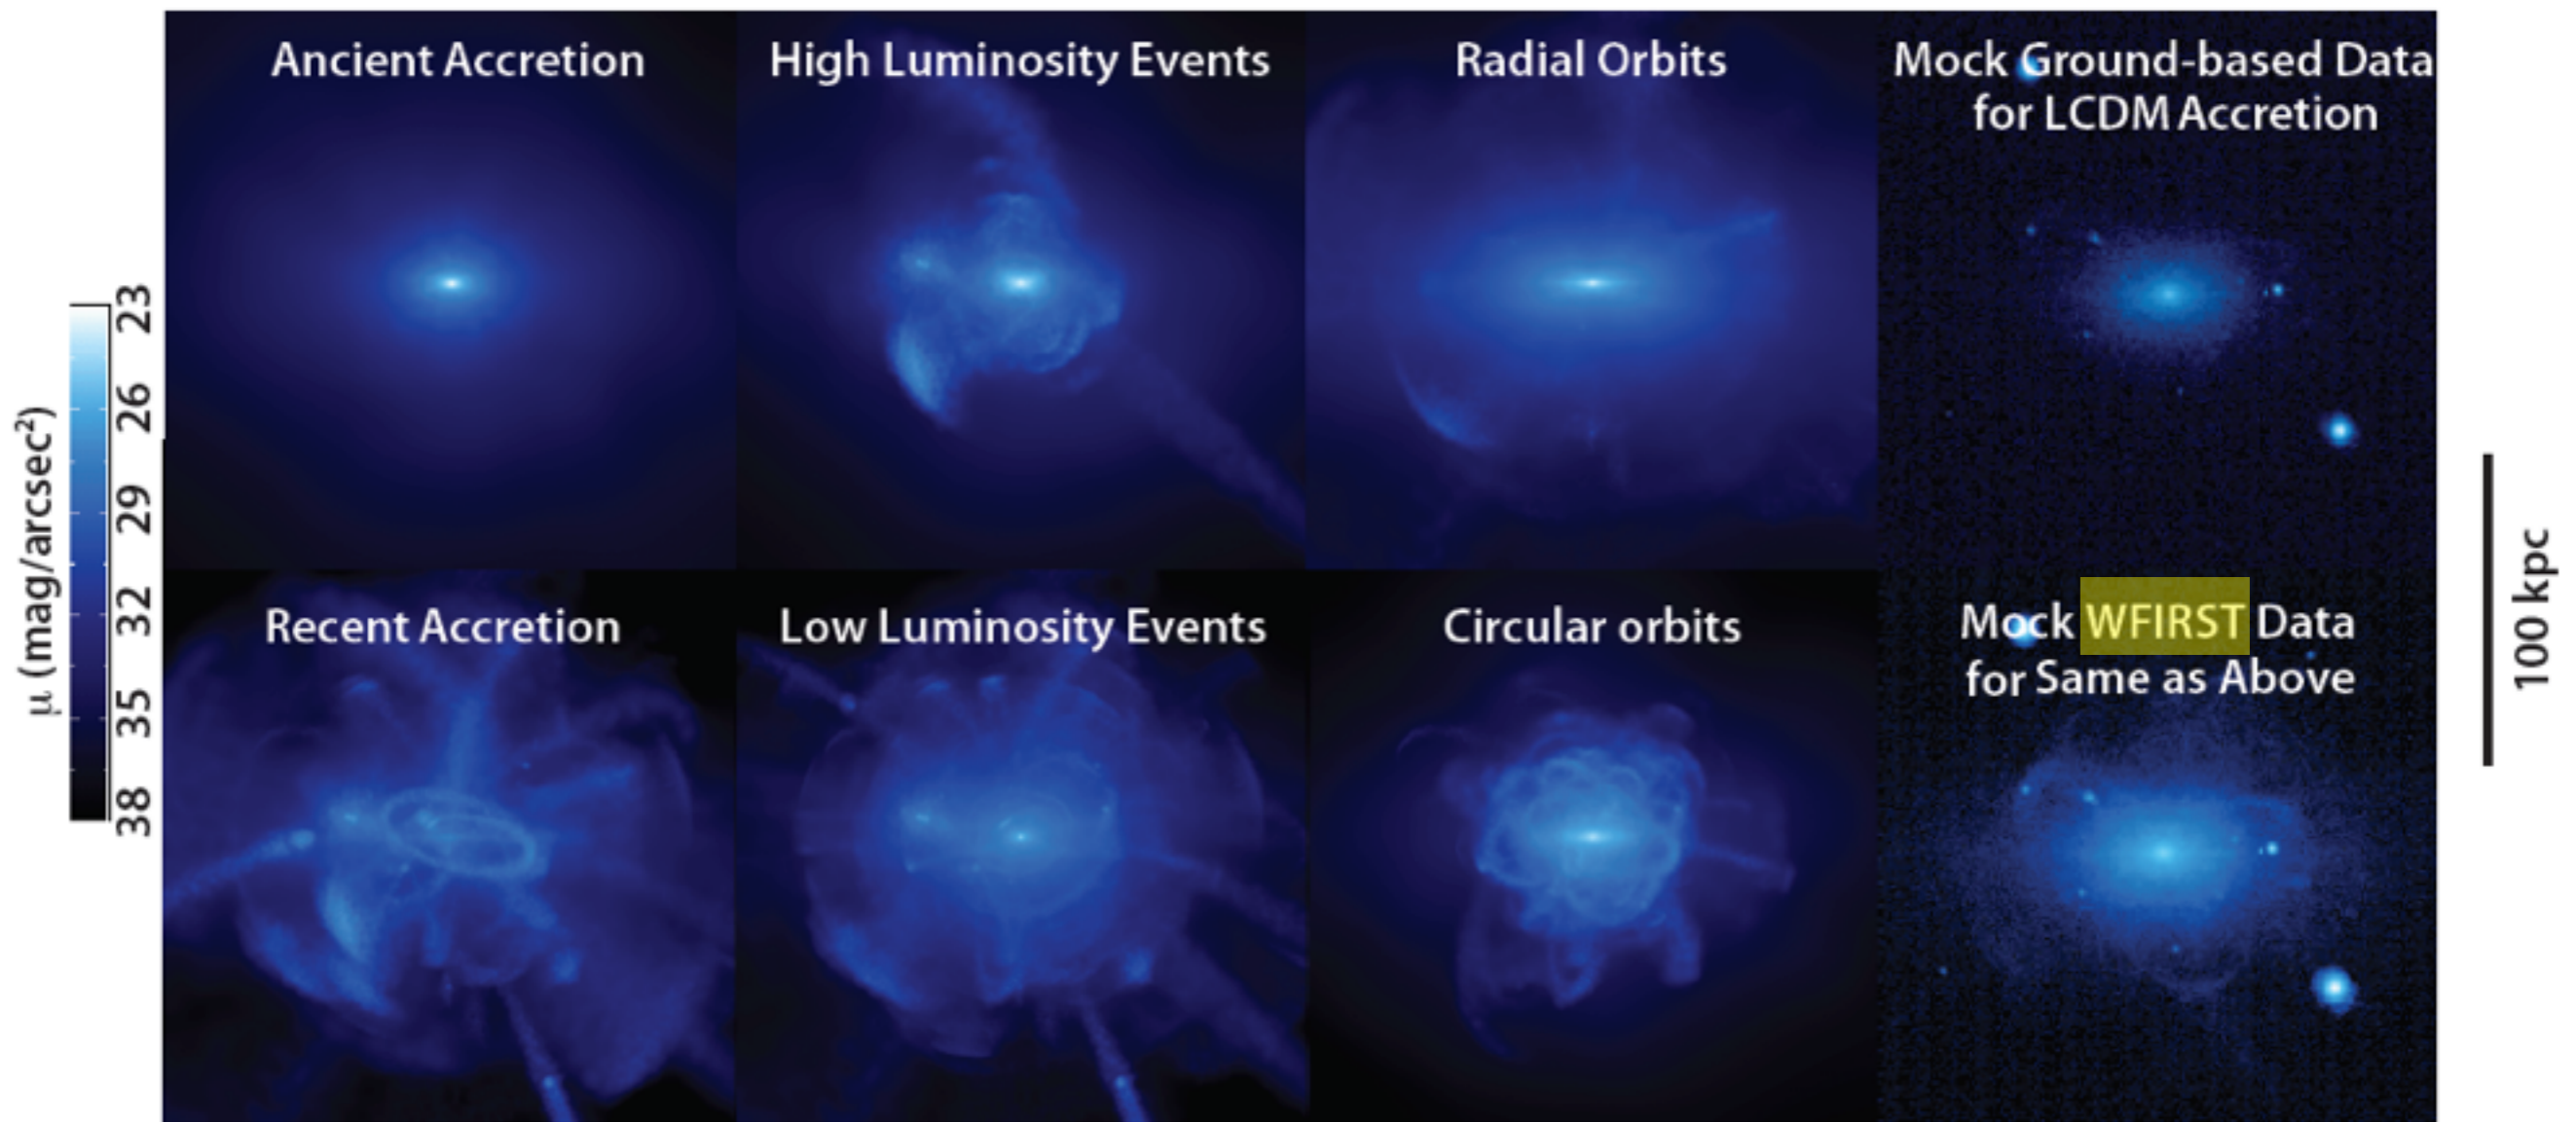 Ancient Accretion
High Luminosity Events
Radial Orbits
Mock Ground-based Data
for LCDM Accretion
Recent Accretion
Low Luminosity Events
Circular orbits
Mock WFIRST Data
for Same as Above
μ (mag/arcsec²)
23
26
29
32
35
38
100 kpc